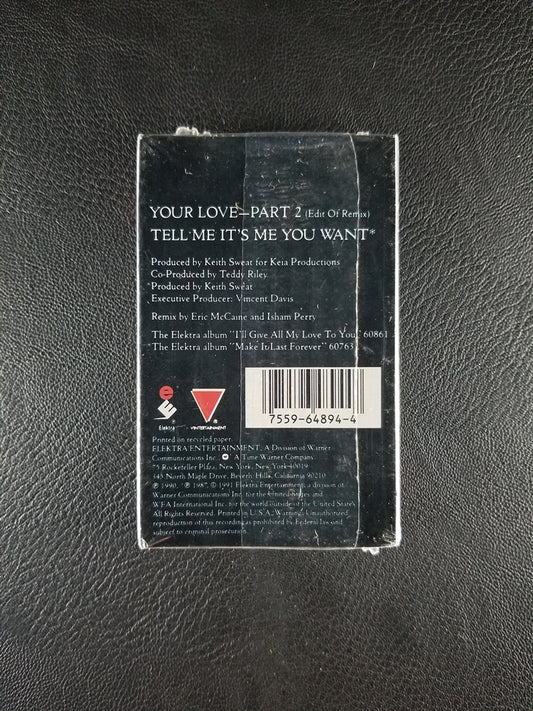 YOUR LOVE—PART 2 (Edit Of Remix)
TELL ME IT'S ME YOU WANT*
Produced by Keith Sweat for Keia Productions
Co-Produced by Teddy Riley
*Produced by Keith Sweat
Executive Producer: Vincent Davis
Remix by Eric McCaine and Isham Perry
The Elektra album "I'll Give All My Love To You" 60861
*The Elektra album "Make It Last Forever" 60763
7559-64894-4
Elektra
VINTERTAINMENT
Printed on recycled paper.
ELEKTRA ENTERTAINMENT, A Division of Warner
Communications Inc. A Time Warner Company
75 Rockefeller Plaza, New York, New York 10019
345 North Maple Drive, Beverly Hills, California 90210
℗ 1990, *℗ 1987, © 1991 Elektra Entertainment, a division of
Warner Communications Inc. for the United States and
WEA International Inc. for the world outside of the United States.
All Rights Reserved. Printed in U.S.A. Warning: Unauthorized
reproduction of this recording is prohibited by Federal law and
subject to criminal prosecution.